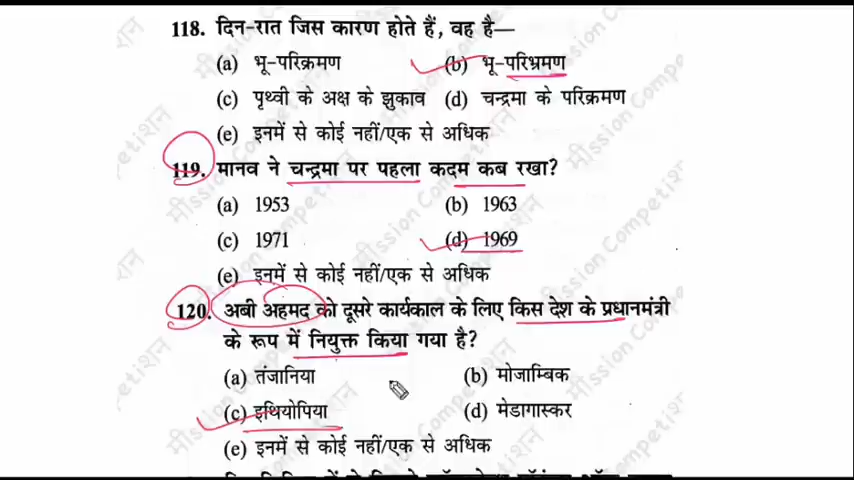 118. दिन-रात जिस कारण होते हैं, वह है—
(a) भू-परिक्रमण (b) भू-परिभ्रमण
(c) पृथ्वी के अक्ष के झुकाव (d) चन्द्रमा के परिक्रमण
(e) इनमें से कोई नहीं/एक से अधिक
119. मानव ने चन्द्रमा पर पहला कदम कब रखा?
(a) 1953 (b) 1963
(c) 1971 (d) 1969
(e) इनमें से कोई नहीं/एक से अधिक
120. अबी अहमद को दूसरे कार्यकाल के लिए किस देश के प्रधानमंत्री
के रूप में नियुक्त किया गया है?
(a) तंजानिया (b) मोजाम्बिक
(c) इथियोपिया (d) मेडागास्कर
(e) इनमें से कोई नहीं/एक से अधिक